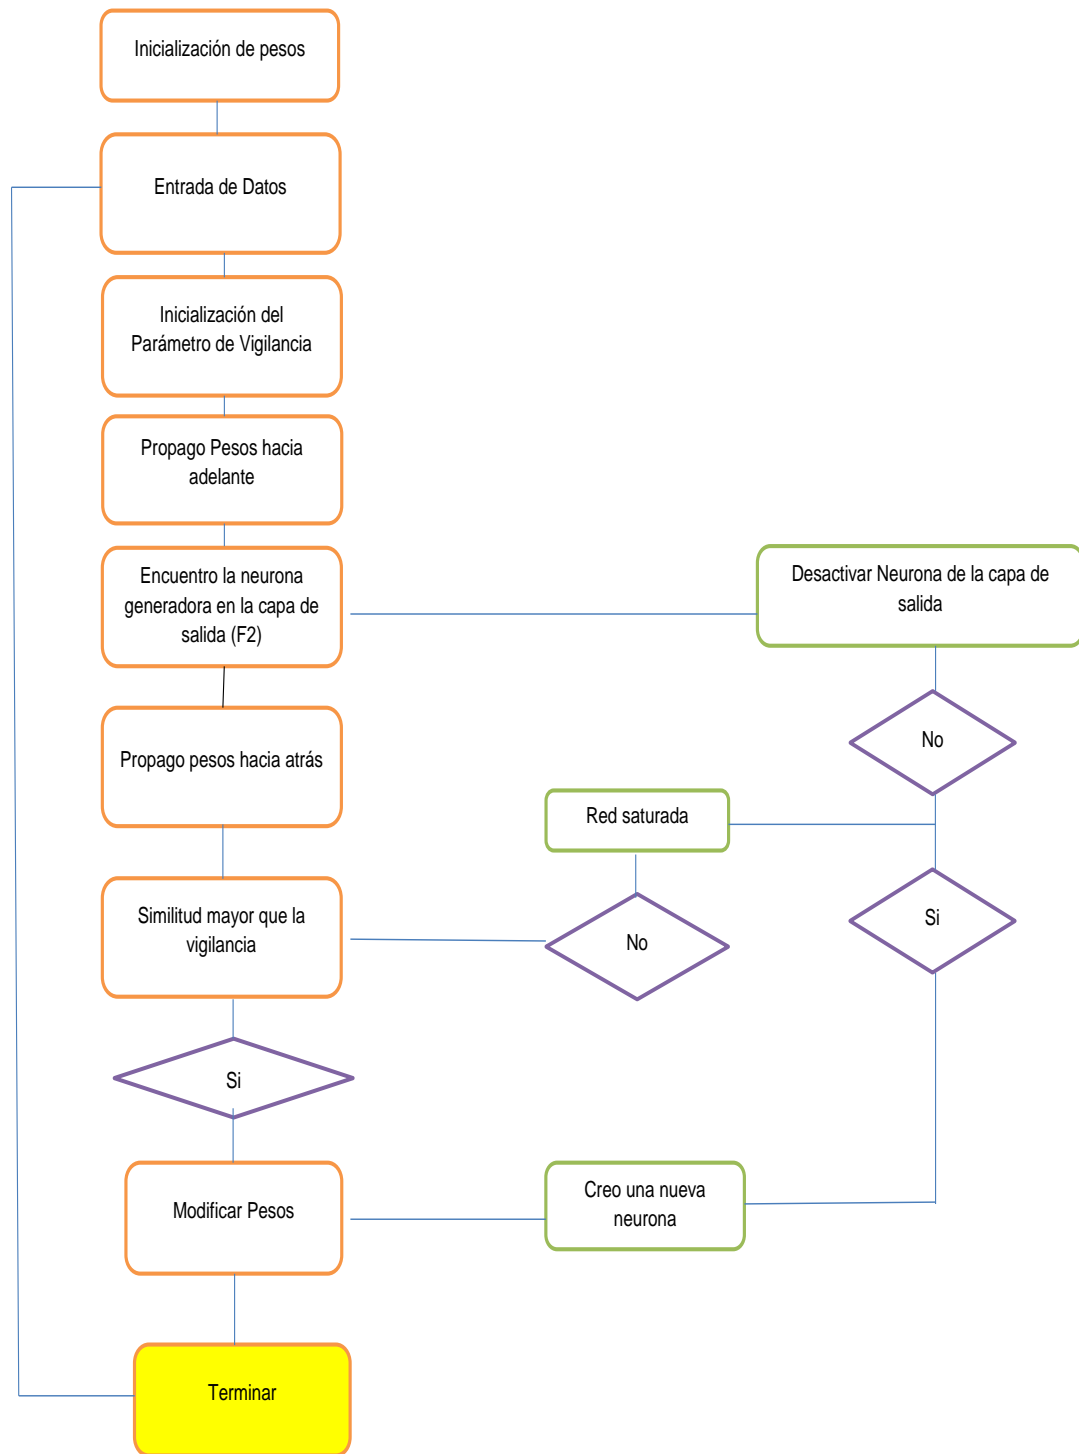 Inicialización de pesos
Entrada de Datos
Inicialización del
Parámetro de Vigilancia
Propago Pesos hacia
adelante
Encuentro la neurona
generadora en la capa de
salida (F2)
Desactivar Neurona de la capa de
salida
No
Propago pesos hacia atrás
Red saturada
Similitud mayor que la
vigilancia
No
Si
Si
Modificar Pesos
Creo una nueva
neurona
Terminar